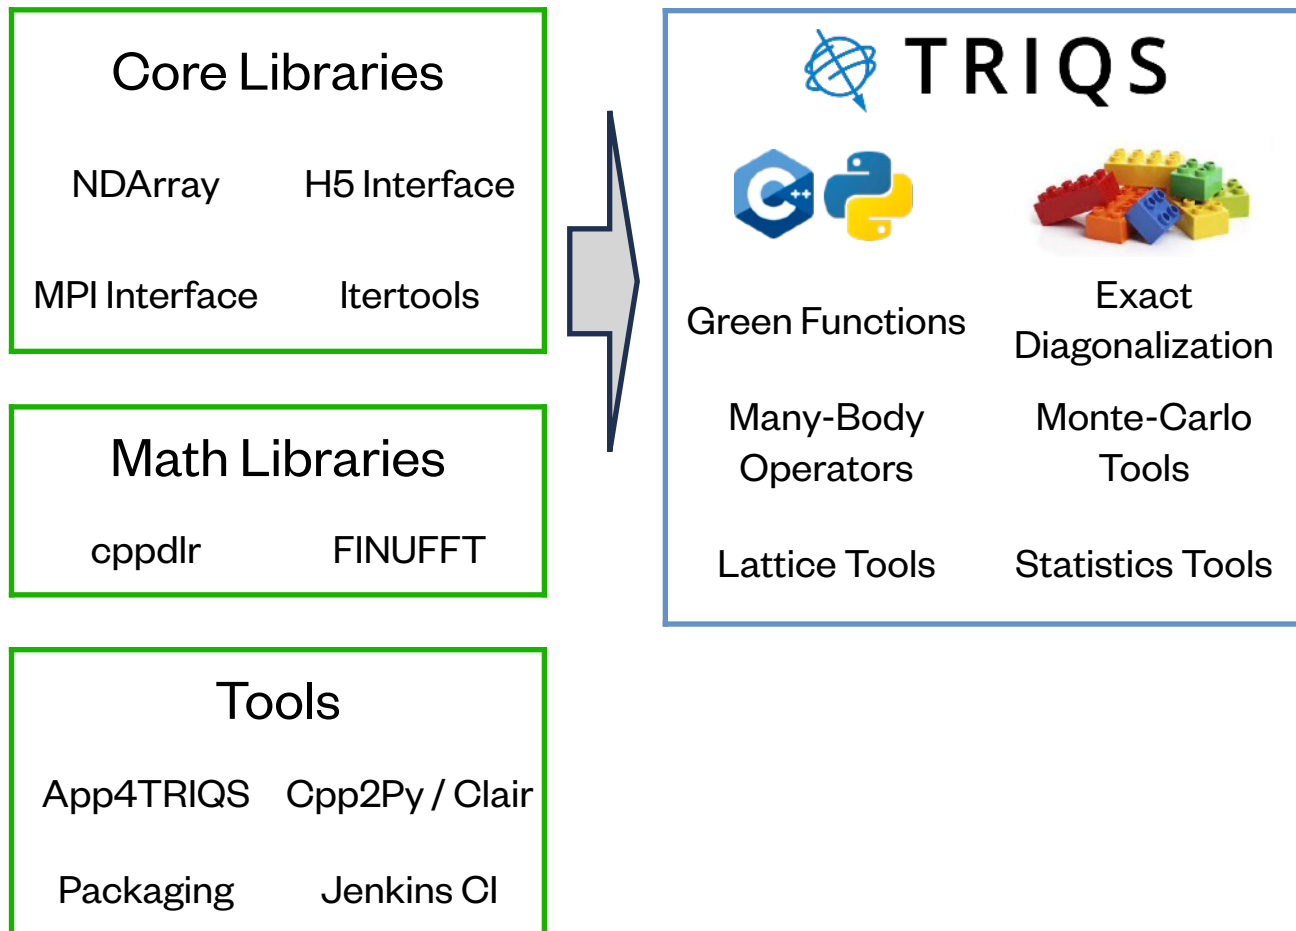 Core Libraries
NDArray
H5 Interface
MPI Interface
Itertools
Math Libraries
cppdlr
FINUFFT
Tools
App4TRIQS
Cpp2Py / Clair
Packaging
Jenkins CI
TRIQS
C++
Green Functions
Exact
Diagonalization
Many-Body
Operators
Monte-Carlo
Tools
Lattice Tools
Statistics Tools